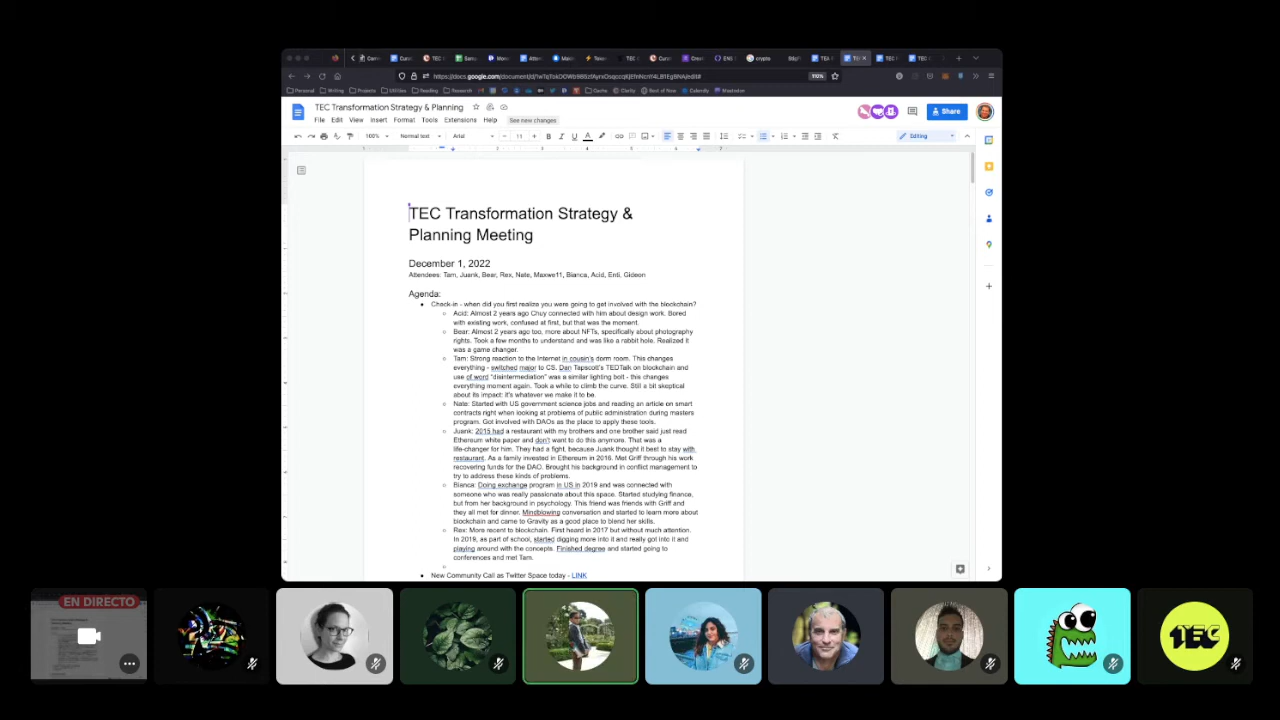 TEC Transformation Strategy & Planning
File Edit View Insert Format Tools Extensions Help
See new changes
Share
100% Normal text Arial 11
Editing
TEC Transformation Strategy &
Planning Meeting
December 1, 2022
Attendees: Tam, Juank, Bear, Rex, Nate, Maxwe11, Bianca, Acid, Enti, Gideon
Agenda:
Check-in - when did you first realize you were going to get involved with the blockchain?
Acid: Almost 2 years ago Chuy connected with him about design work. Bored
with existing work, confused at first, but that was the moment.
Bear: Almost 2 years ago too, more about NFTs, specifically about photography
rights. Took a few months to understand and was like a rabbit hole. Realized it
was a game changer.
Tam: Strong reaction to the Internet in cousin's dorm room. This changes
everything - switched major to CS. Dan Tapscott's TEDTalk on blockchain and
use of word "disintermediation" was a similar lighting bolt - this changes
everything moment again. Took a while to climb the curve. Still a bit skeptical
about its impact: it's whatever we make it to be.
Nate: Started with US government science jobs and reading an article on smart
contracts right when looking at problems of public administration during masters
program. Got involved with DAOs as the place to apply these tools.
Juank: 2015 had a restaurant with my brothers and one brother said just read
Ethereum white paper and don't want to do this anymore. That was a
life-changer for him. They had a fight, because Juank thought it best to stay with
restaurant. As a family invested in Ethereum in 2016. Met Griff through his work
recovering funds for the DAO. Brought his background in conflict management to
try to address these kinds of problems.
Bianca: Doing exchange program in US in 2019 and was connected with
someone who was really passionate about this space. Started studying finance,
but from her background in psychology. This friend was friends with Griff and
they all met for dinner. Mindblowing conversation and started to learn more about
blockchain and came to Gravity as a good place to blend her skills.
Rex: More recent to blockchain. First heard in 2017 but without much attention.
In 2019, as part of school, started digging more into it and really got into it and
playing around with the concepts. Finished degree and started going to
conferences and met Tam.
New Community Call as Twitter Space today - LINK
EN DIRECTO
TEC